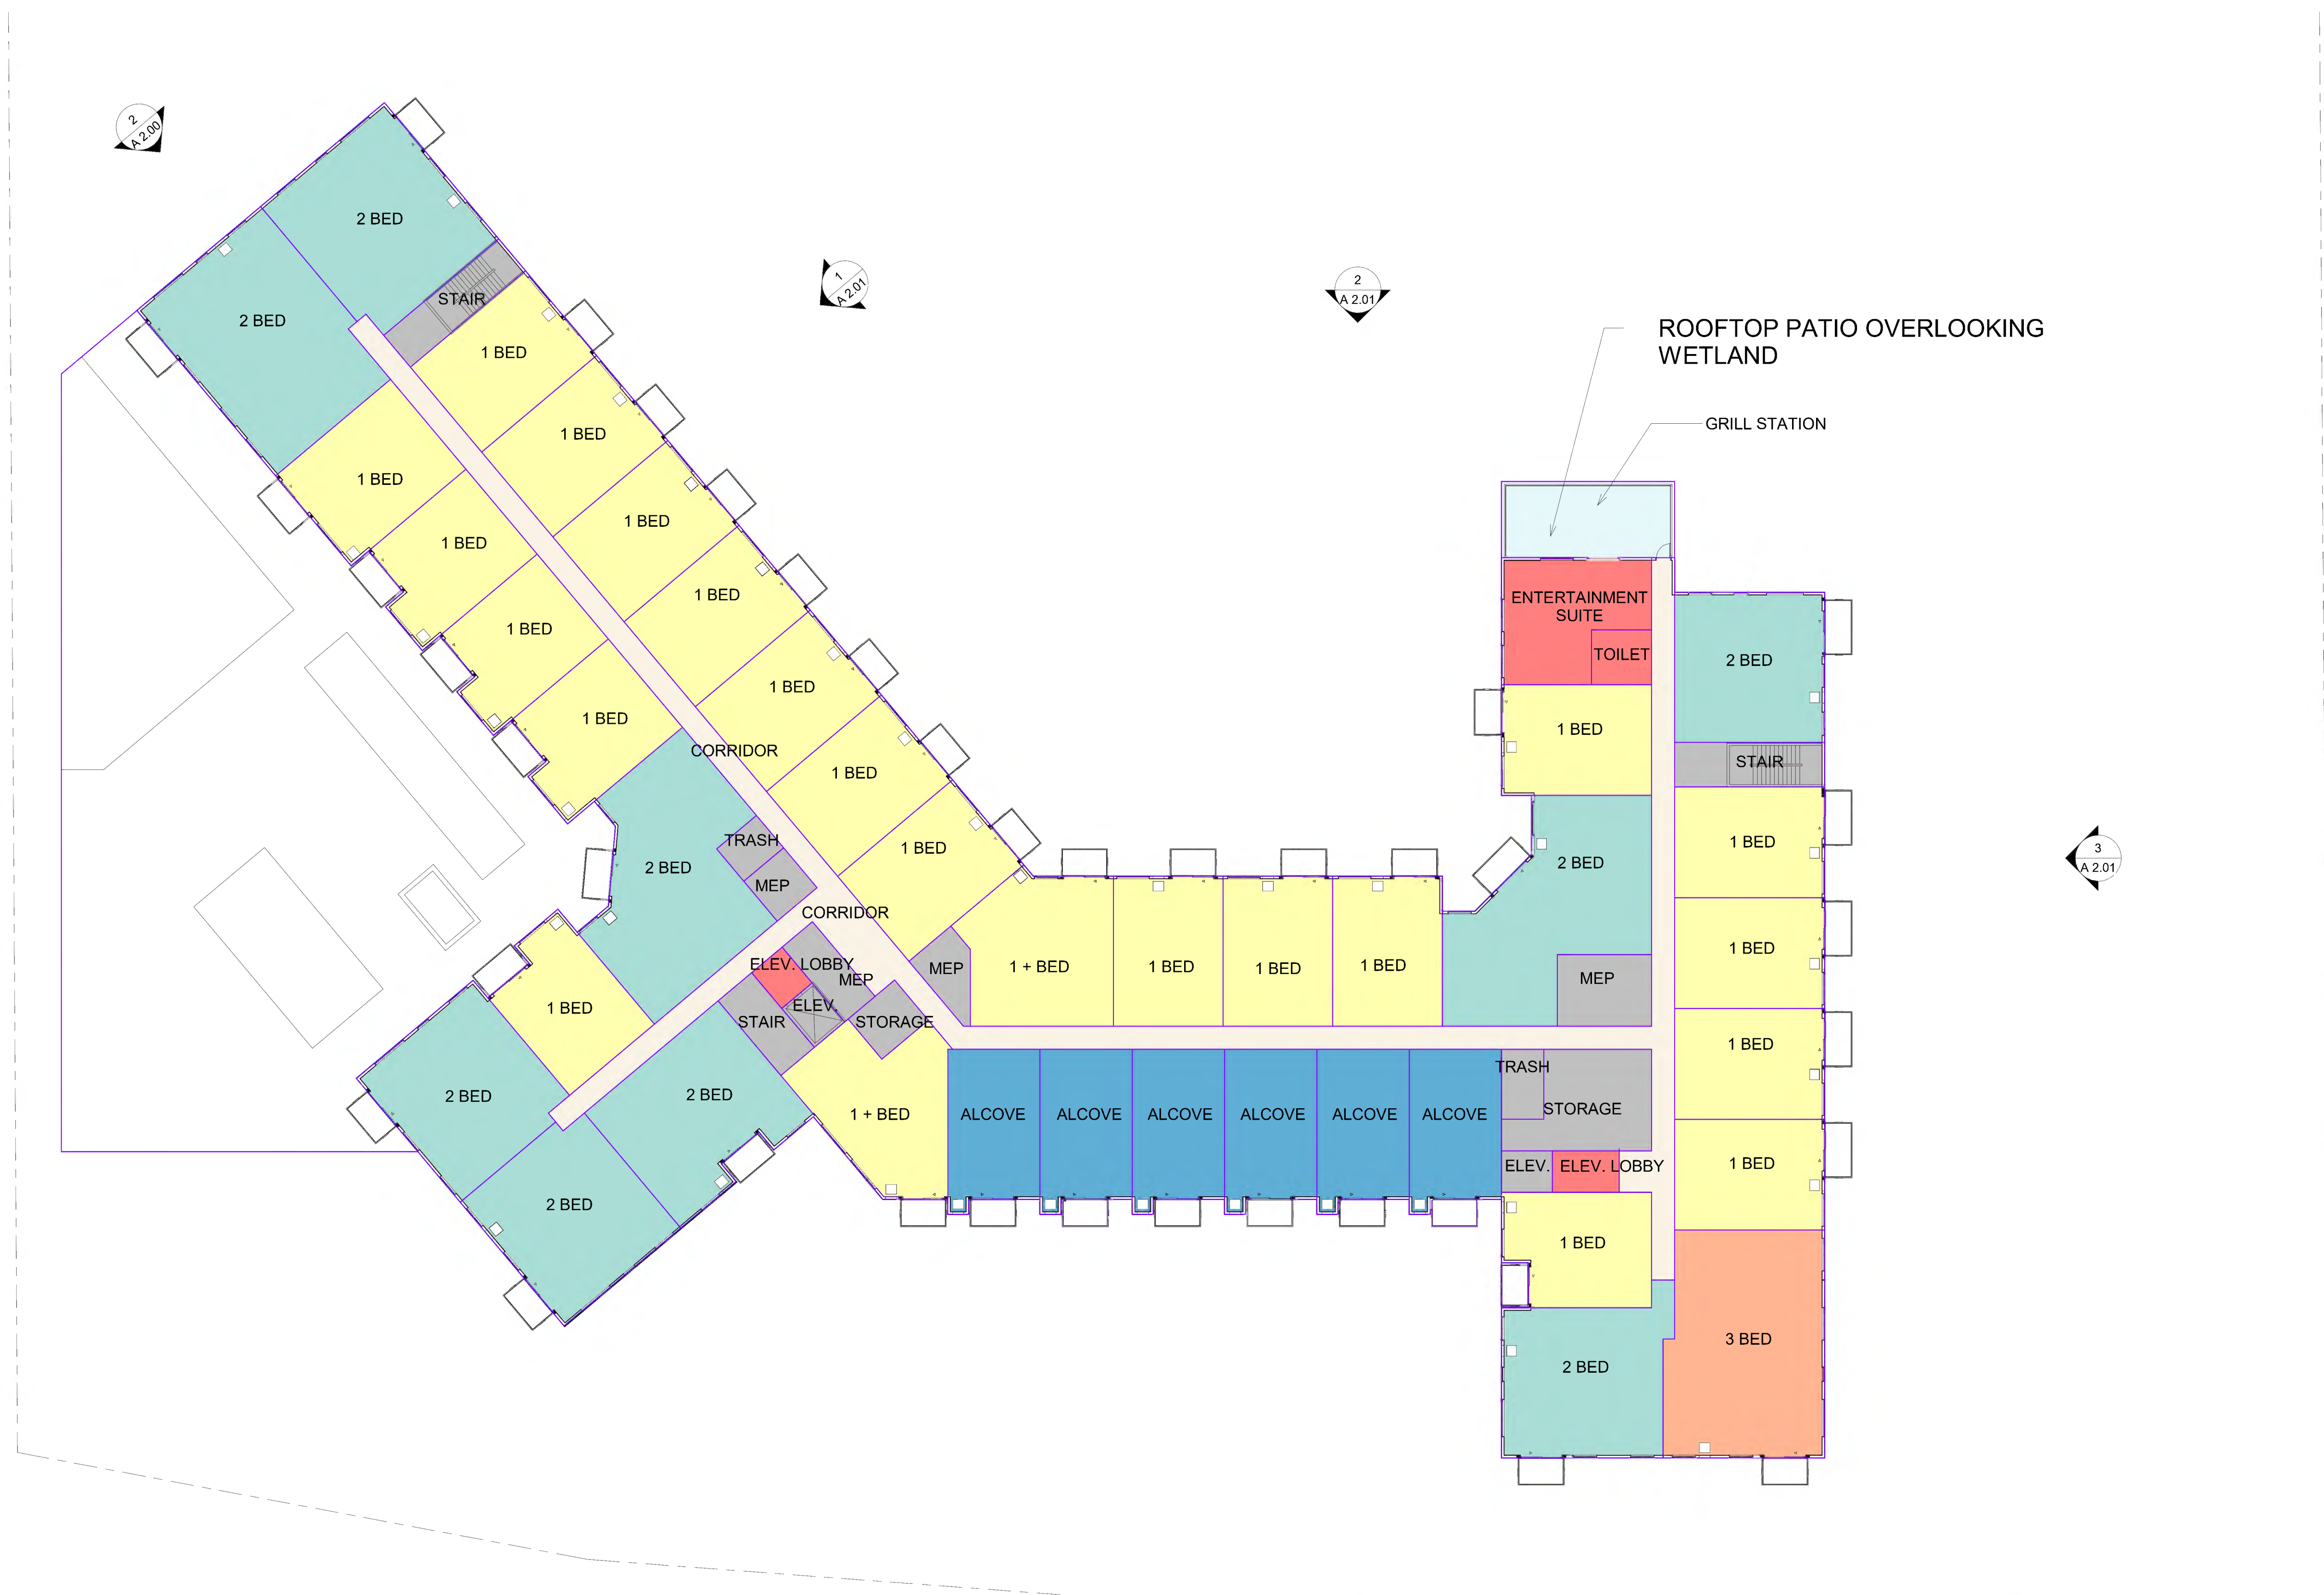 2
A 2.00
2 BED
1
A 2.01
2
A 2.01
STAIR
2 BED
ROOFTOP PATIO OVERLOOKING
WETLAND
1 BED
GRILL STATION
1 BED
1 BED
1 BED
1 BED
1 BED
ENTERTAINMENT
SUITE
1 BED
1 BED
TOILET
2 BED
1 BED
1 BED
1 BED
CORRIDOR
STAIR
1 BED
TRASH
1 BED
1 BED
3
A 2.01
2 BED
2 BED
MEP
CORRIDOR
1 BED
ELEV. LOBBY
MEP
MEP
1 + BED
1 BED
1 BED
1 BED
MEP
ELEV.
1 BED
STAIR
STORAGE
1 BED
TRASH
2 BED
2 BED
1 + BED
ALCOVE
ALCOVE
ALCOVE
ALCOVE
ALCOVE
ALCOVE
STORAGE
ELEV.
ELEV. LOBBY
1 BED
2 BED
1 BED
3 BED
2 BED